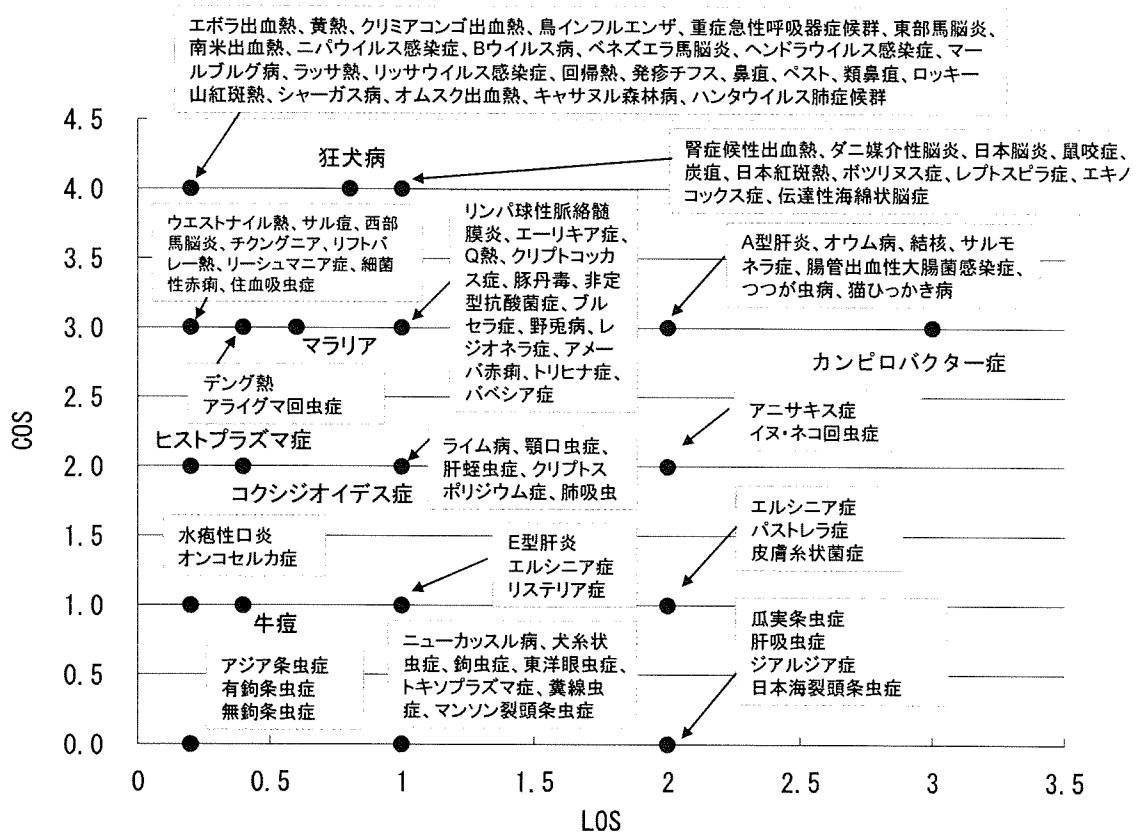 エボラ出血熱、黄熱、クリミアコンゴ出血熱、鳥インフルエンザ、重症急性呼吸器症候群、東部馬脳炎、
南米出血熱、ニパウイルス感染症、Bウイルス病、ベネズエラ馬脳炎、ヘンドラウイルス感染症、マー
ルブルグ病、ラッサ熱、リッサウイルス感染症、回帰熱、発疹チフス、鼻疽、ペスト、類鼻疽、ロッキー
山紅斑熱、シャーガス病、オムスク出血熱、キャサヌル森林病、ハンタウイルス肺症候群
4.5
狂犬病
腎症候性出血熱、ダニ媒介性脳炎、日本脳炎、鼠咬症、
炭疽、日本紅斑熱、ボツリヌス症、レプトスピラ症、エキノ
コックス症、伝達性海綿状脳症
4.0
ウエストナイル熱、サル痘、西部
馬脳炎、チクングニア、リフトバ
レー熱、リーシュマニア症、細菌
性赤痢、住血吸虫症
リンパ球性脈絡髄
膜炎、エーリキア症、
Q熱、クリプトコッカ
ス症、豚丹毒、非定
型抗酸菌症、ブル
セラ症、野兎病、レ
ジオネラ症、アメー
バ赤痢、トリヒナ症、
バベシア症
A型肝炎、オウム病、結核、サルモ
ネラ症、腸管出血性大腸菌感染症、
つつが虫病、猫ひっかき病
3.5
3.0
マラリア
カンピロバクター症
デング熱
アライグマ回虫症
2.5
アニサキス症
イヌ・ネコ回虫症
ヒストプラズマ症
ライム病、顎口虫症、
肝蛭虫症、クリプトス
ポリジウム症、肺吸虫
2.0
コクシジオイデス症
水疱性口炎
オンコセルカ症
E型肝炎
エルシニア症
リステリア症
エルシニア症
パストレラ症
皮膚糸状菌症
1.5
1.0
牛痘
アジア条虫症
有鉤条虫症
無鉤条虫症
ニューカッスル病、犬糸状
虫症、鉤虫症、東洋眼虫症、
トキソプラズマ症、糞線虫
症、マンソン裂頭条虫症
瓜実条虫症
肝吸虫症
ジアルジア症
日本海裂頭条虫症
0.5
0.0
COS
0 0.5 1 1.5 2 2.5 3 3.5
LOS